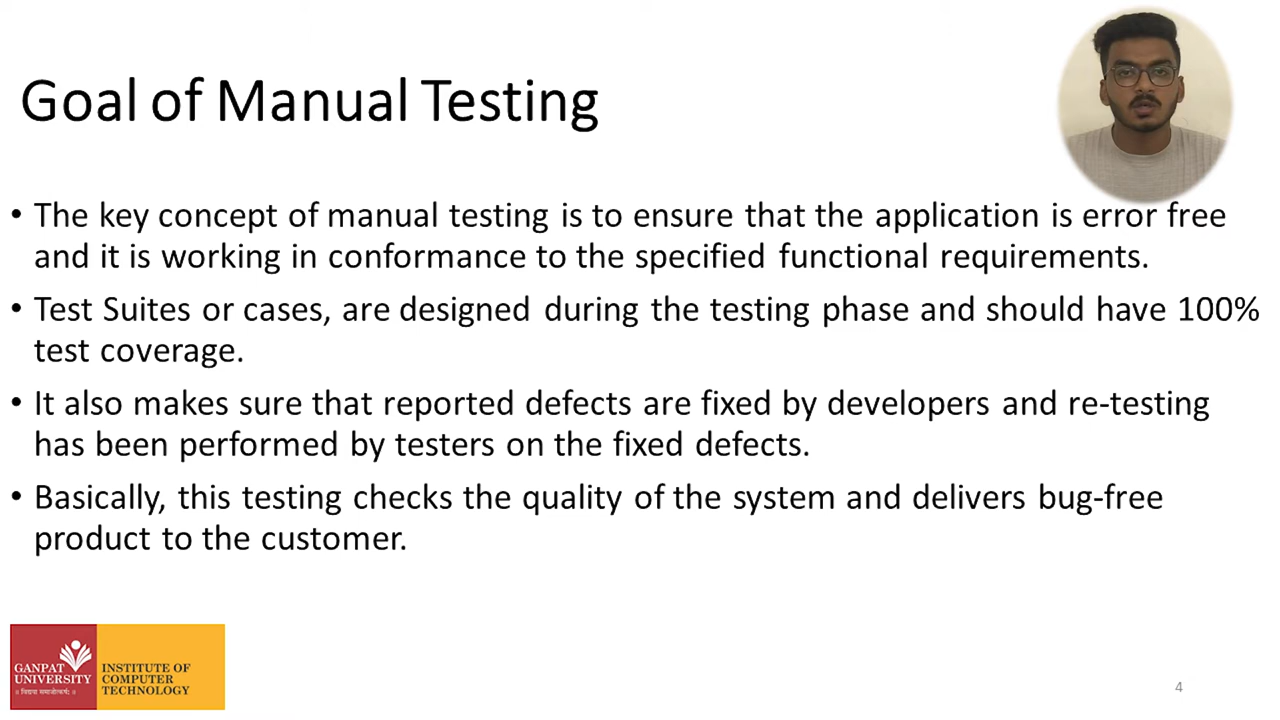 Goal of Manual Testing
• The key concept of manual testing is to ensure that the application is error free
and it is working in conformance to the specified functional requirements.
• Test Suites or cases, are designed during the testing phase and should have 100%
test coverage.
• It also makes sure that reported defects are fixed by developers and re-testing
has been performed by testers on the fixed defects.
• Basically, this testing checks the quality of the system and delivers bug-free
product to the customer.
GANPAT
UNIVERSITY
॥ विद्यया समाजोत्कर्षः ॥
INSTITUTE OF
COMPUTER
TECHNOLOGY
4